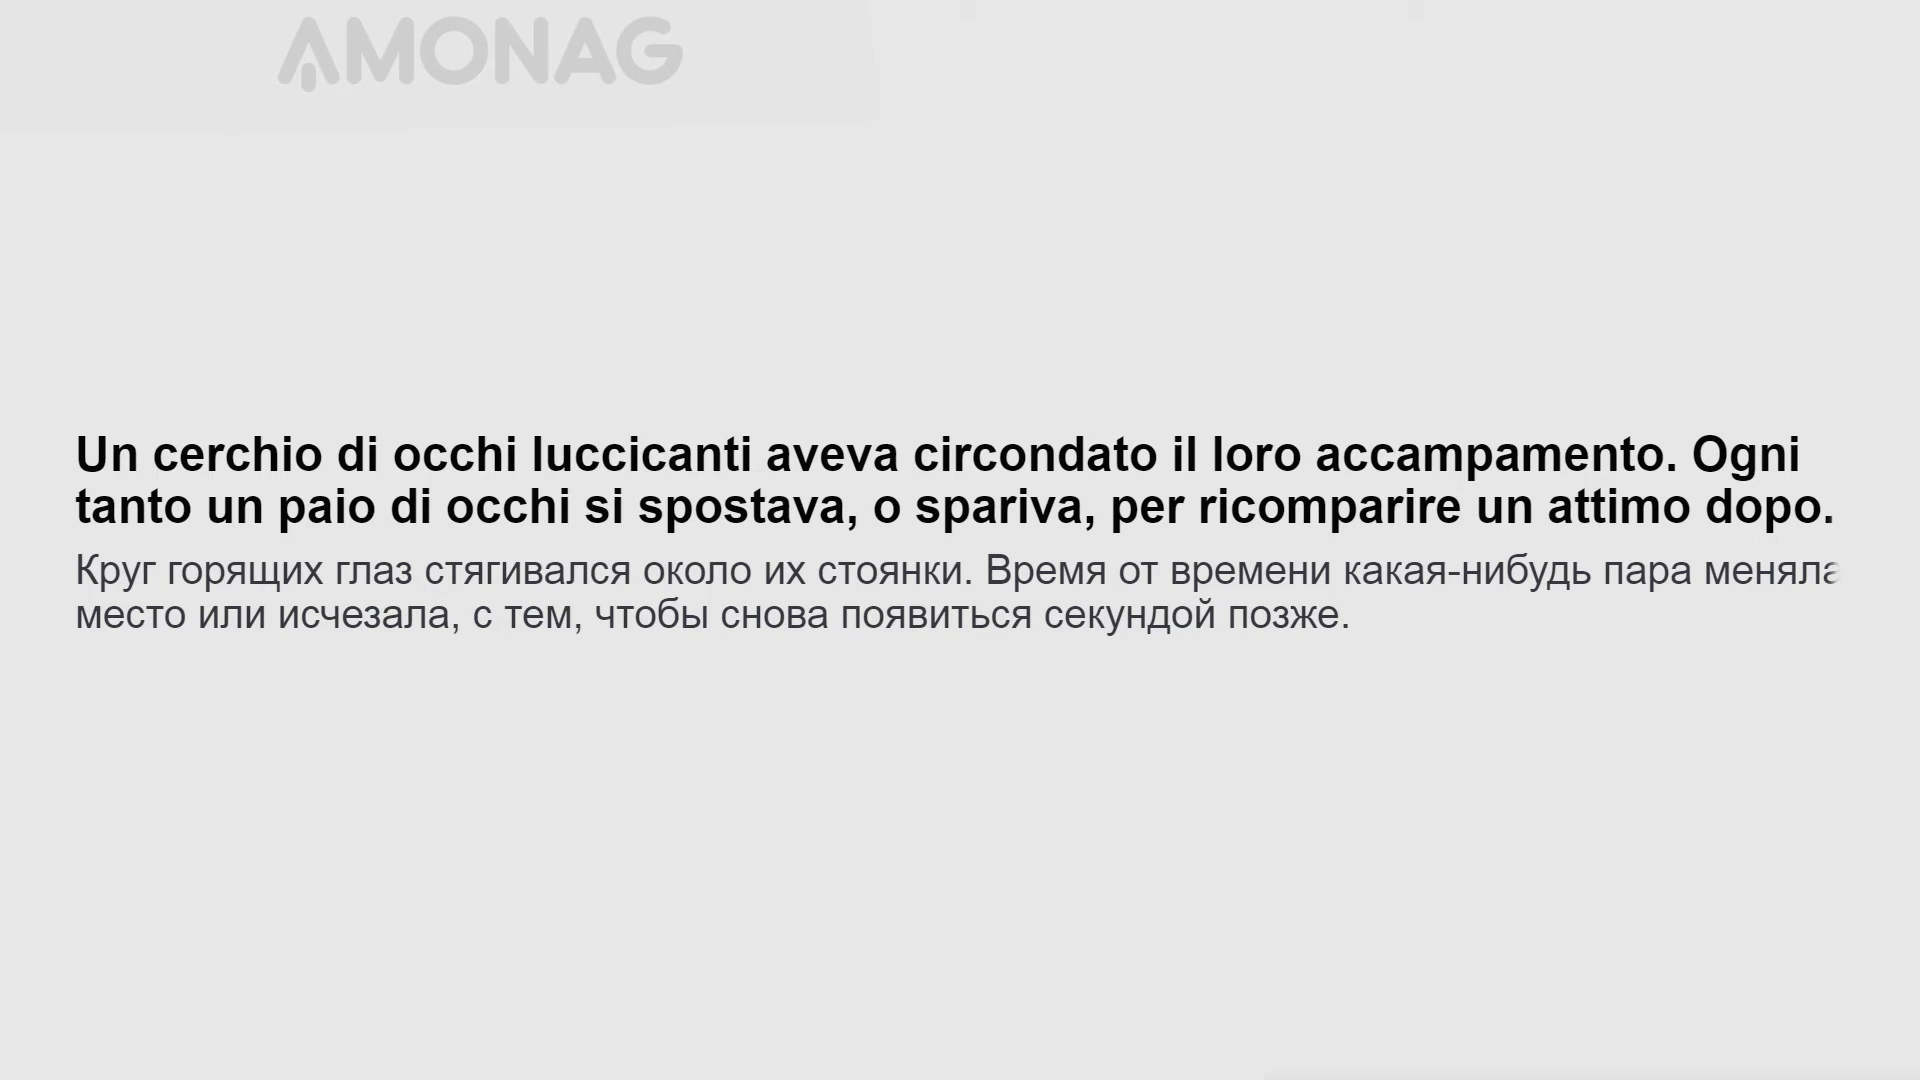 AMONAG
Un cerchio di occhi luccicanti aveva circondato il loro accampamento. Ogni
tanto un paio di occhi si spostava, o spariva, per ricomparire un attimo dopo.
Круг горящих глаз стягивался около их стоянки. Время от времени какая-нибудь пара меняла
место или исчезала, с тем, чтобы снова появиться секундой позже.